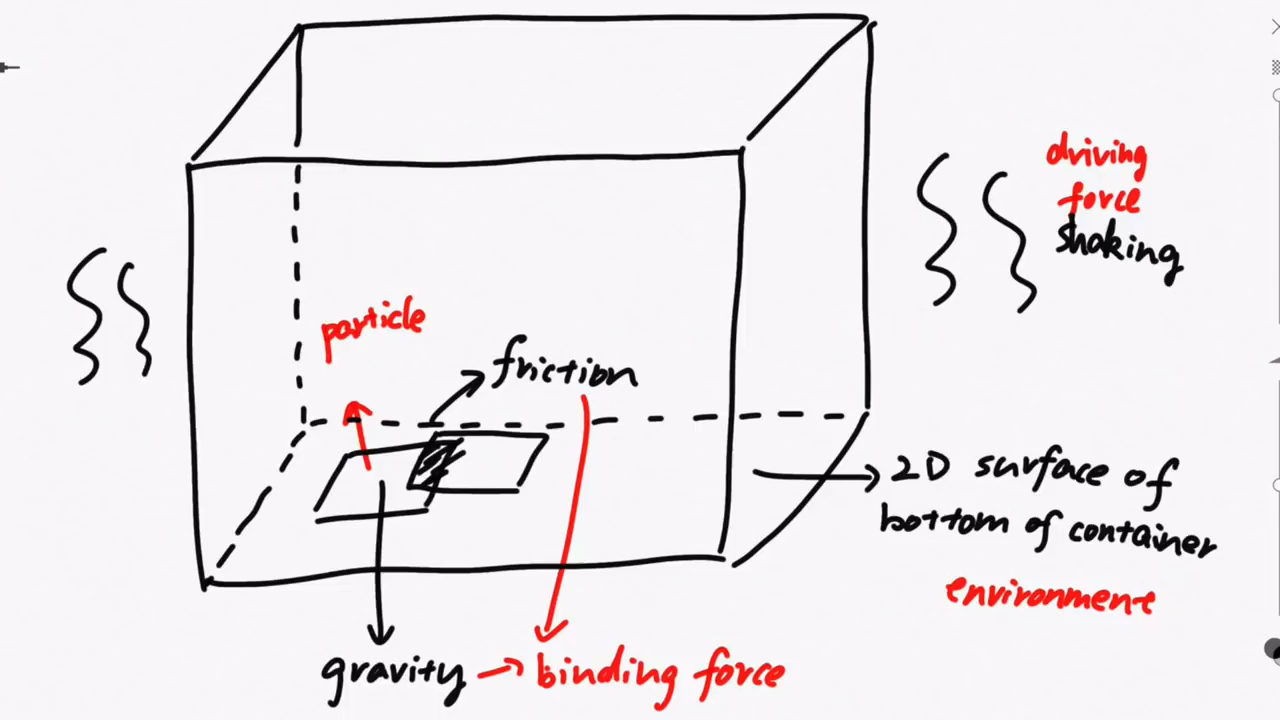 driving
force
shaking
particle
friction
2D surface of
bottom of container
environment
gravity
binding force